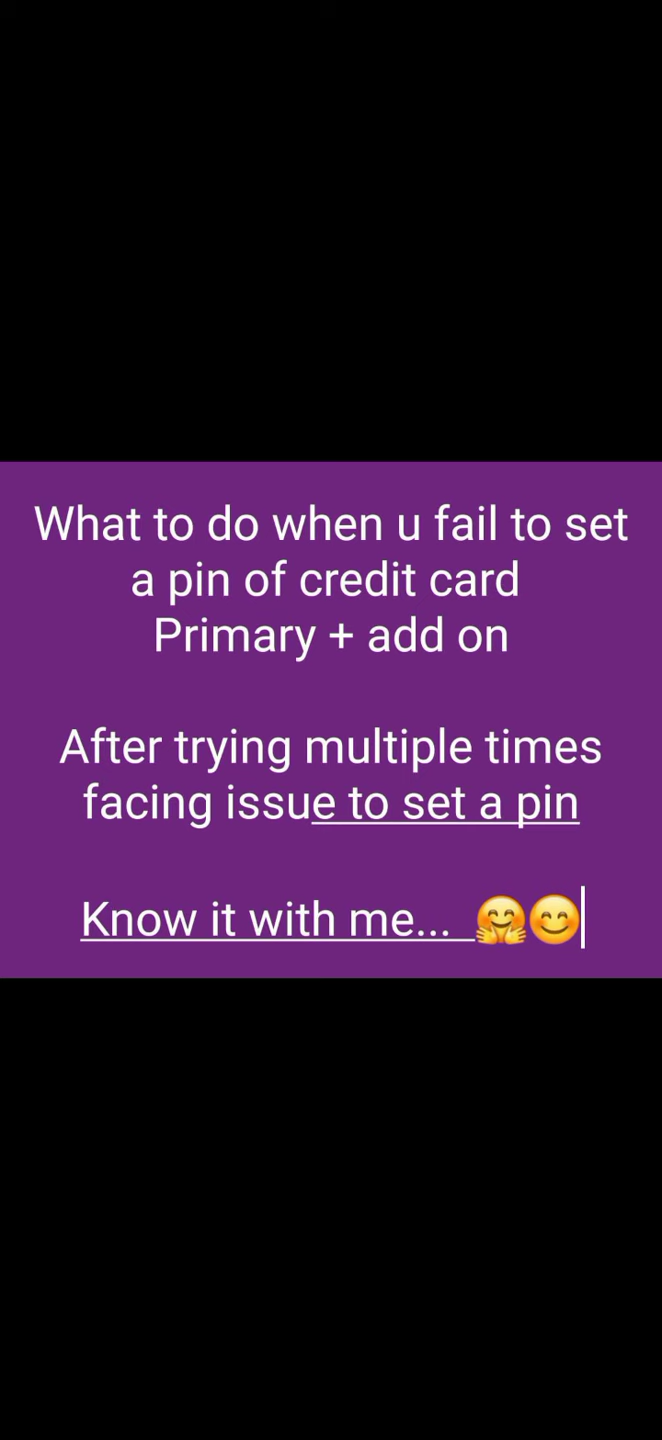 What to do when u fail to set
a pin of credit card
Primary + add on
After trying multiple times
facing issue to set a pin
Know it with me... 🤗😊